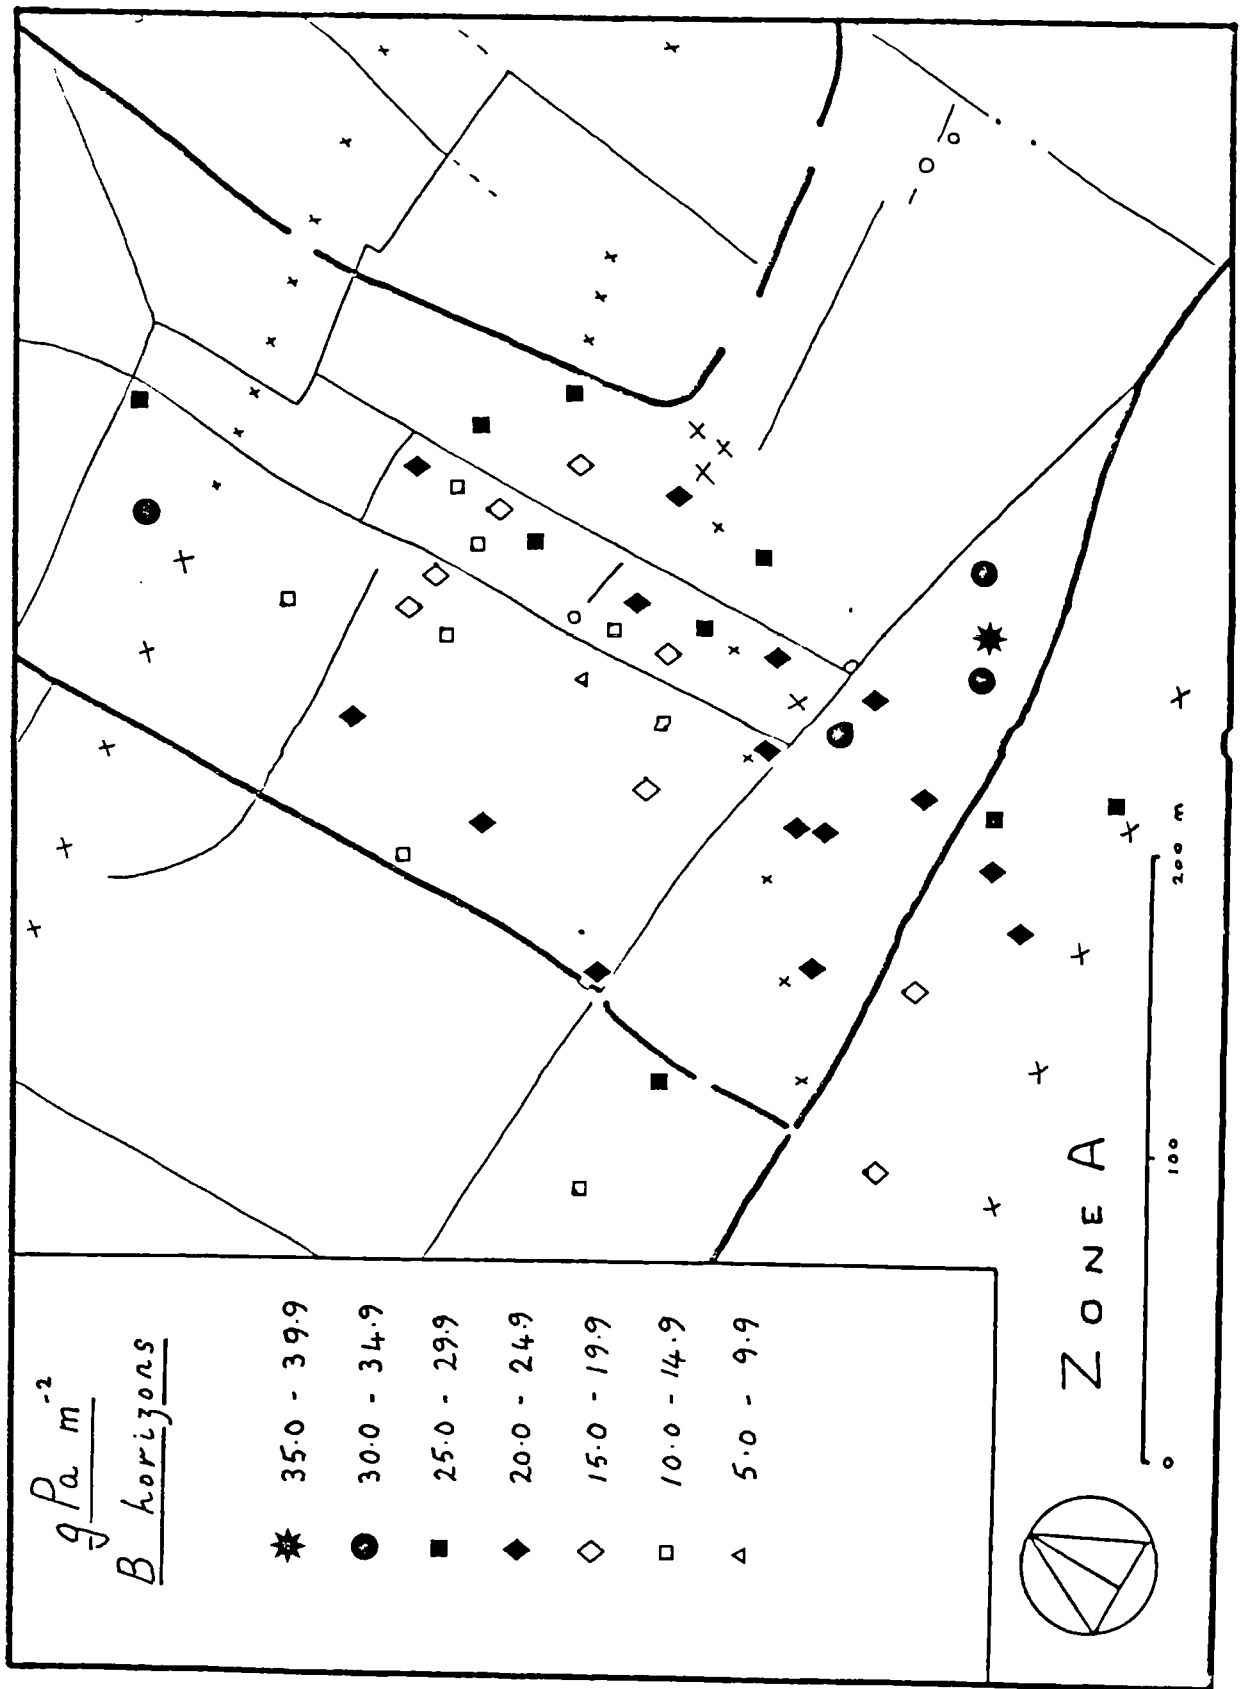 g Pa m⁻²
B horizons
35.0 - 39.9
30.0 - 34.9
25.0 - 29.9
20.0 - 24.9
15.0 - 19.9
10.0 - 14.9
5.0 - 9.9
ZONE A
0 100 200 m